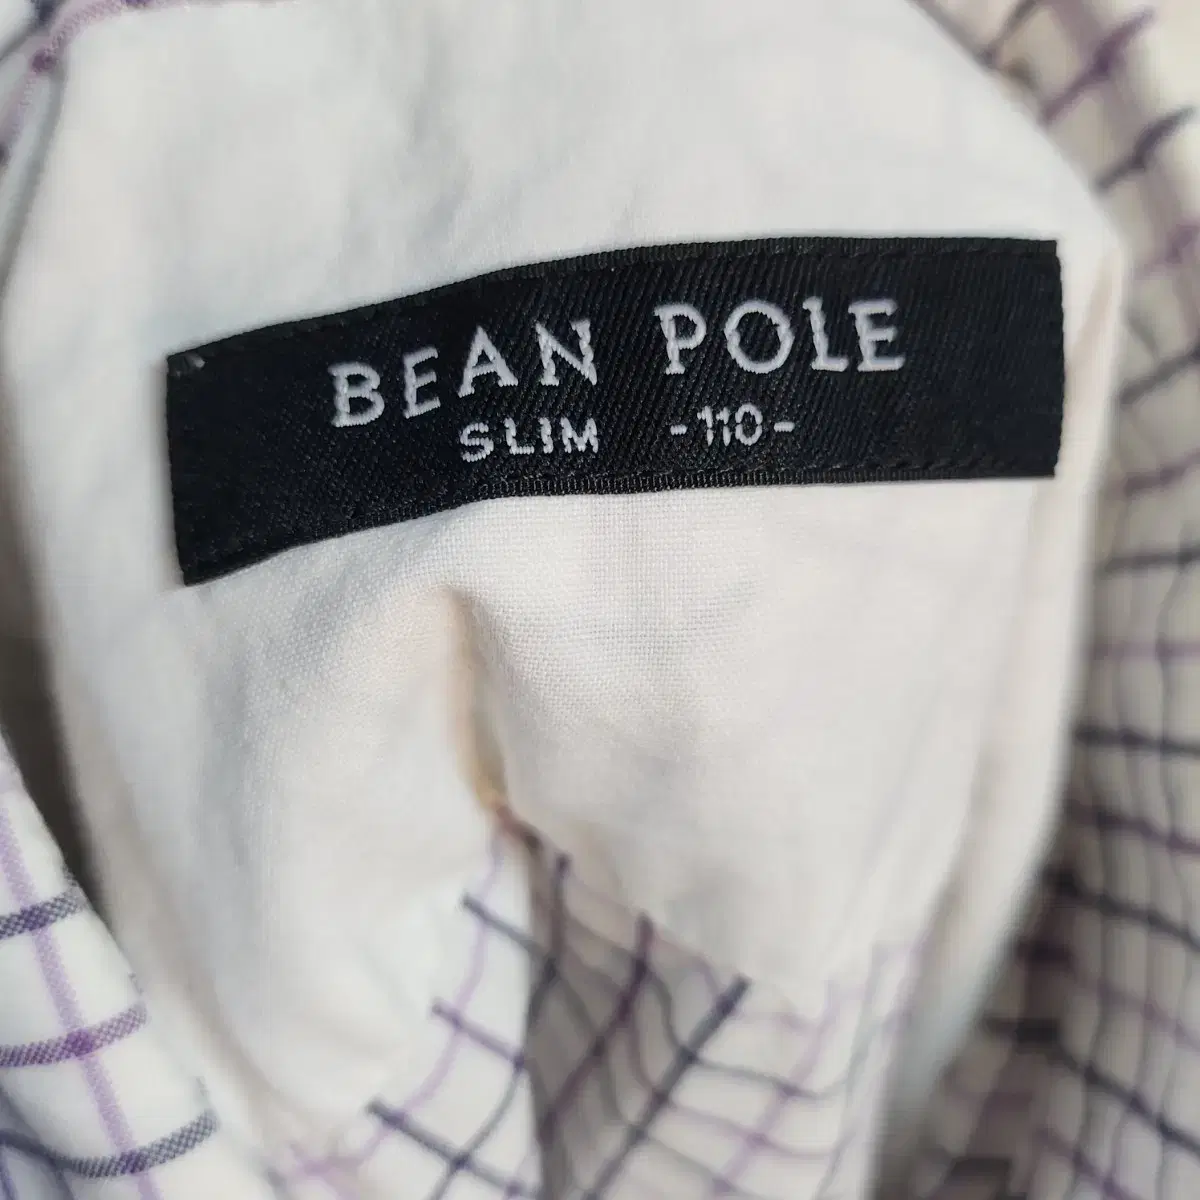 BEAN POLE
SLIM -110-